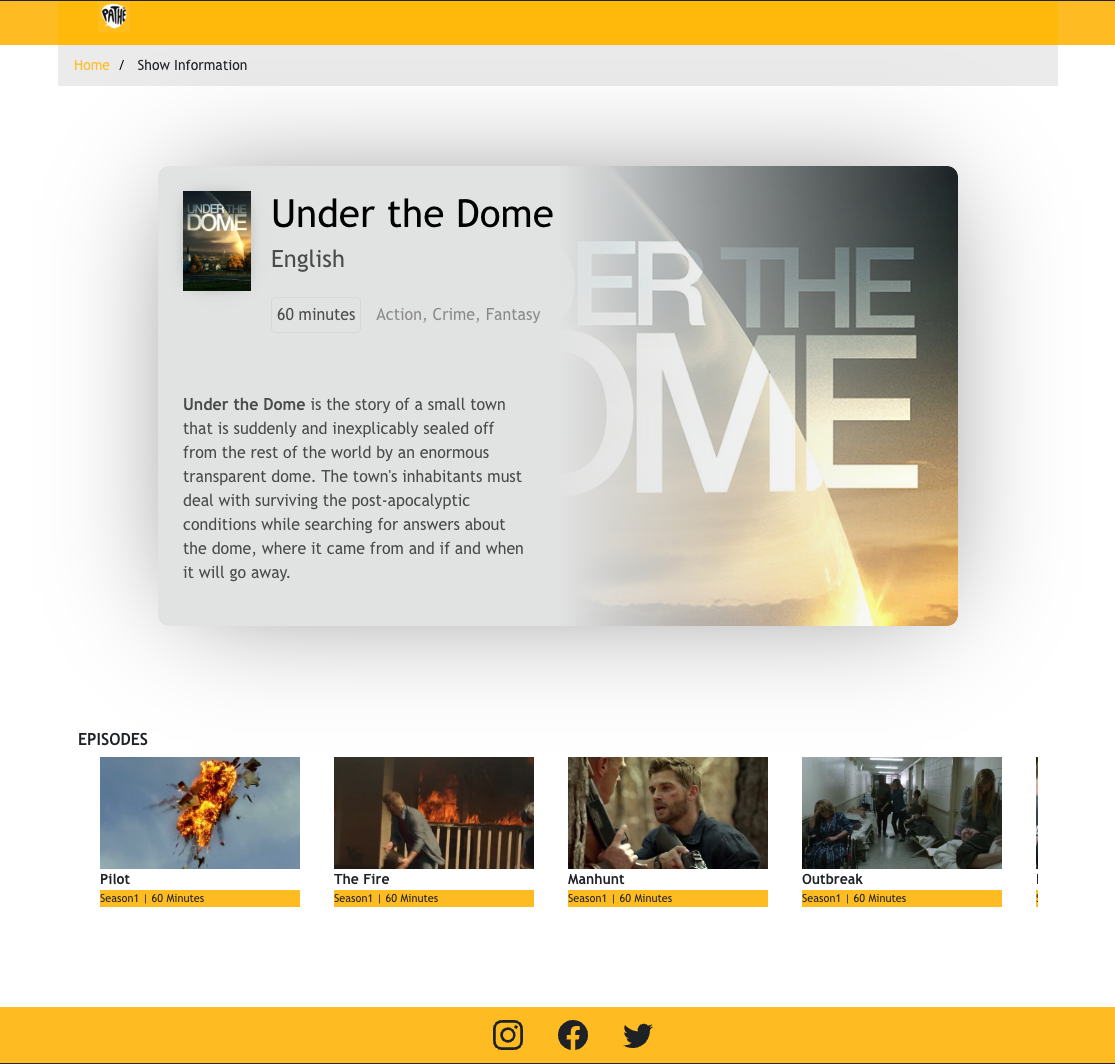 PATHE
Home / Show Information
UNDER THE
DOME
Under the Dome
English
60 minutes Action, Crime, Fantasy
ER THE
OME
Under the Dome is the story of a small town
that is suddenly and inexplicably sealed off
from the rest of the world by an enormous
transparent dome. The town's inhabitants must
deal with surviving the post-apocalyptic
conditions while searching for answers about
the dome, where it came from and if and when
it will go away.
EPISODES
Pilot The Fire Manhunt Outbreak
Season1 | 60 Minutes Season1 | 60 Minutes Season1 | 60 Minutes Season1 | 60 Minutes